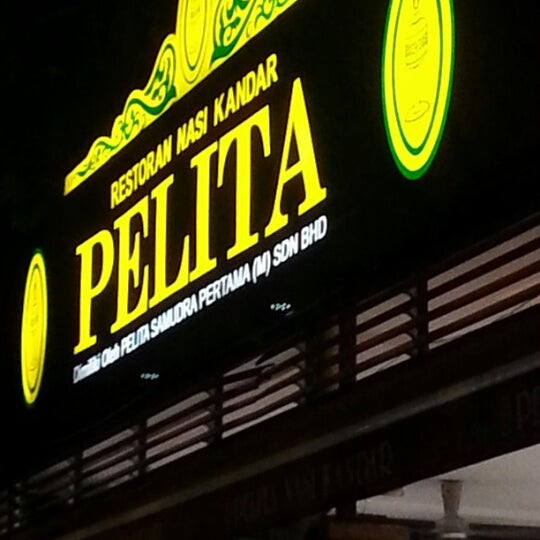 RESTORAN NASI KANDAR
PELITA
Dimiliki Oleh PELITA SAMUDRA PERTAMA (M) SDN BHD